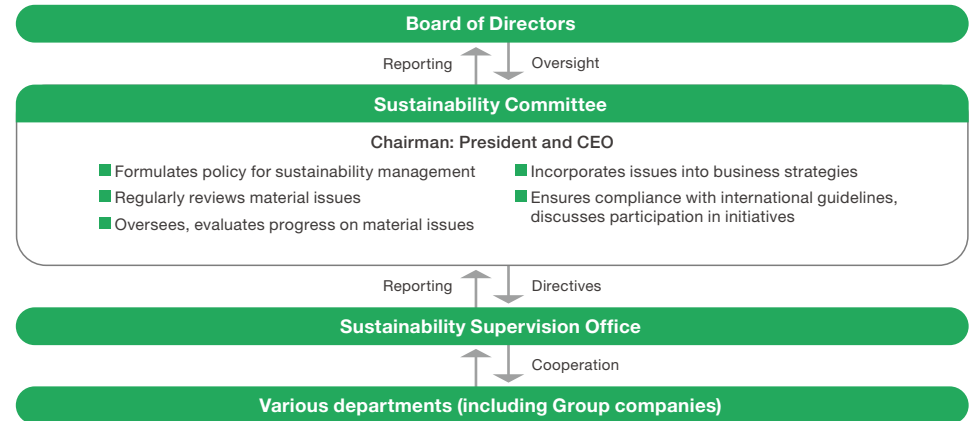 Board of Directors
Reporting
Oversight
Sustainability Committee
Chairman: President and CEO
Formulates policy for sustainability management
Regularly reviews material issues
Oversees, evaluates progress on material issues
Incorporates issues into business strategies
Ensures compliance with international guidelines,
discusses participation in initiatives
Reporting
Directives
Sustainability Supervision Office
Cooperation
Various departments (including Group companies)